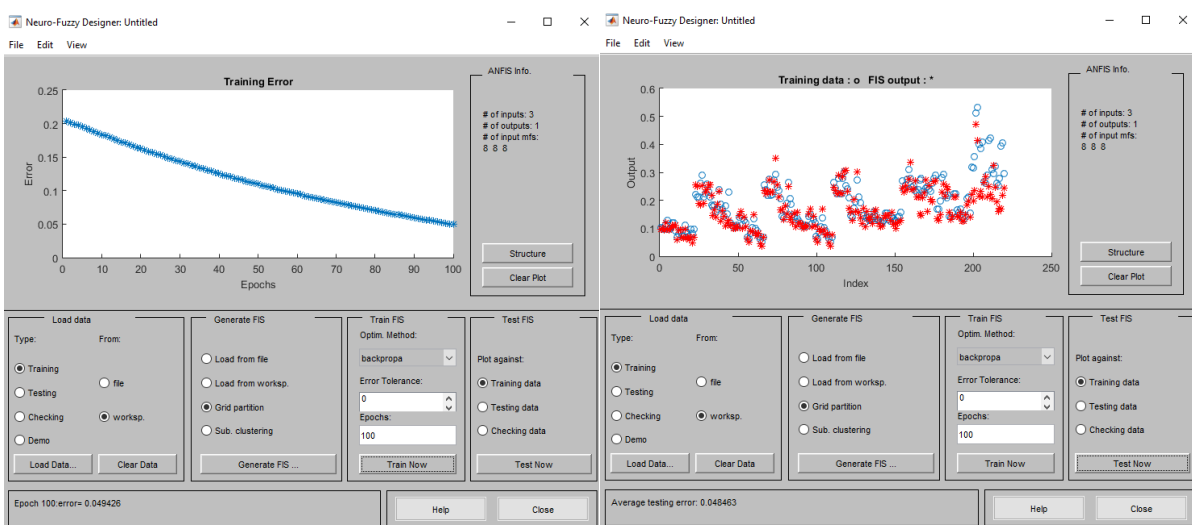 Neuro-Fuzzy Designer: Untitled
File Edit View
Training Error
0.25
0.2
0.15
0.1
0.05
0
Error
0 10 20 30 40 50 60 70 80 90 100
Epochs
ANFIS Info.
# of inputs: 3
# of outputs: 1
# of input mfs:
8 8 8
Structure
Clear Plot
Load data
Type: From:
Training
Testing
Checking
Demo
file
worksp.
Load Data... Clear Data
Generate FIS
Load from file
Load from worksp.
Grid partition
Sub. clustering
Generate FIS ...
Train FIS
Optim. Method:
backpropa
Error Tolerance:
0
Epochs:
100
Train Now
Test FIS
Plot against:
Training data
Testing data
Checking data
Test Now
Epoch 100:error= 0.049426
Help Close
Neuro-Fuzzy Designer: Untitled
File Edit View
Training data : o FIS output : *
0.6
0.5
0.4
0.3
0.2
0.1
0
Output
0 50 100 150 200 250
Index
ANFIS Info.
# of inputs: 3
# of outputs: 1
# of input mfs:
8 8 8
Structure
Clear Plot
Load data
Type: From:
Training
Testing
Checking
Demo
file
worksp.
Load Data... Clear Data
Generate FIS
Load from file
Load from worksp.
Grid partition
Sub. clustering
Generate FIS ...
Train FIS
Optim. Method:
backpropa
Error Tolerance:
0
Epochs:
100
Train Now
Test FIS
Plot against:
Training data
Testing data
Checking data
Test Now
Average testing error: 0.048463
Help Close